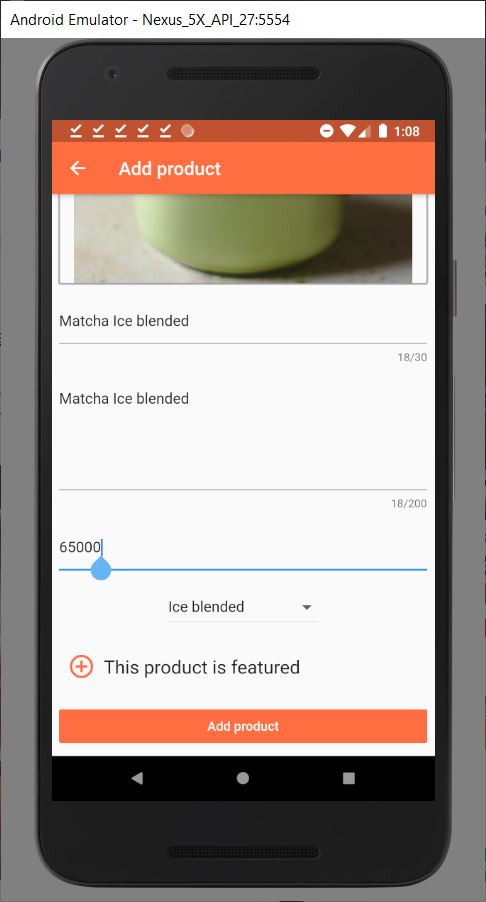 Android Emulator - Nexus_5X_API_27:5554
1:08
Add product
Matcha Ice blended
18/30
Matcha Ice blended
18/200
65000
Ice blended
This product is featured
Add product